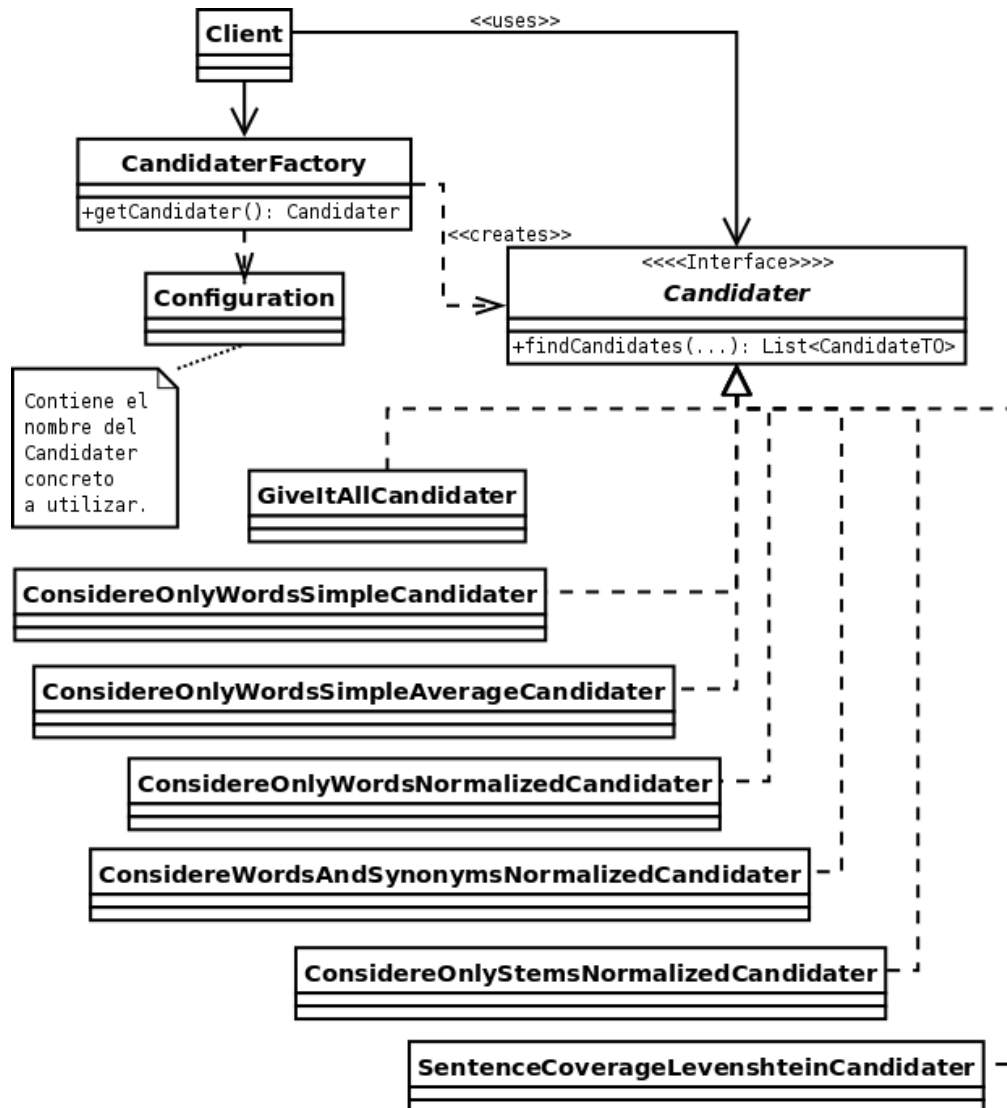 <<uses>>
Client
CandidaterFactory
+getCandidater(): Candidater
<<creates>>
<<<<Interface>>>>
Candidater
+findCandidates(...): List<CandidateTO>
Configuration
Contiene el
nombre del
Candidater
concreto
a utilizar.
GiveItAllCandidater
ConsidereOnlyWordsSimpleCandidater
ConsidereOnlyWordsSimpleAverageCandidater
ConsidereOnlyWordsNormalizedCandidater
ConsidereWordsAndSynonymsNormalizedCandidater
ConsidereOnlyStemsNormalizedCandidater
SentenceCoverageLevenshteinCandidater